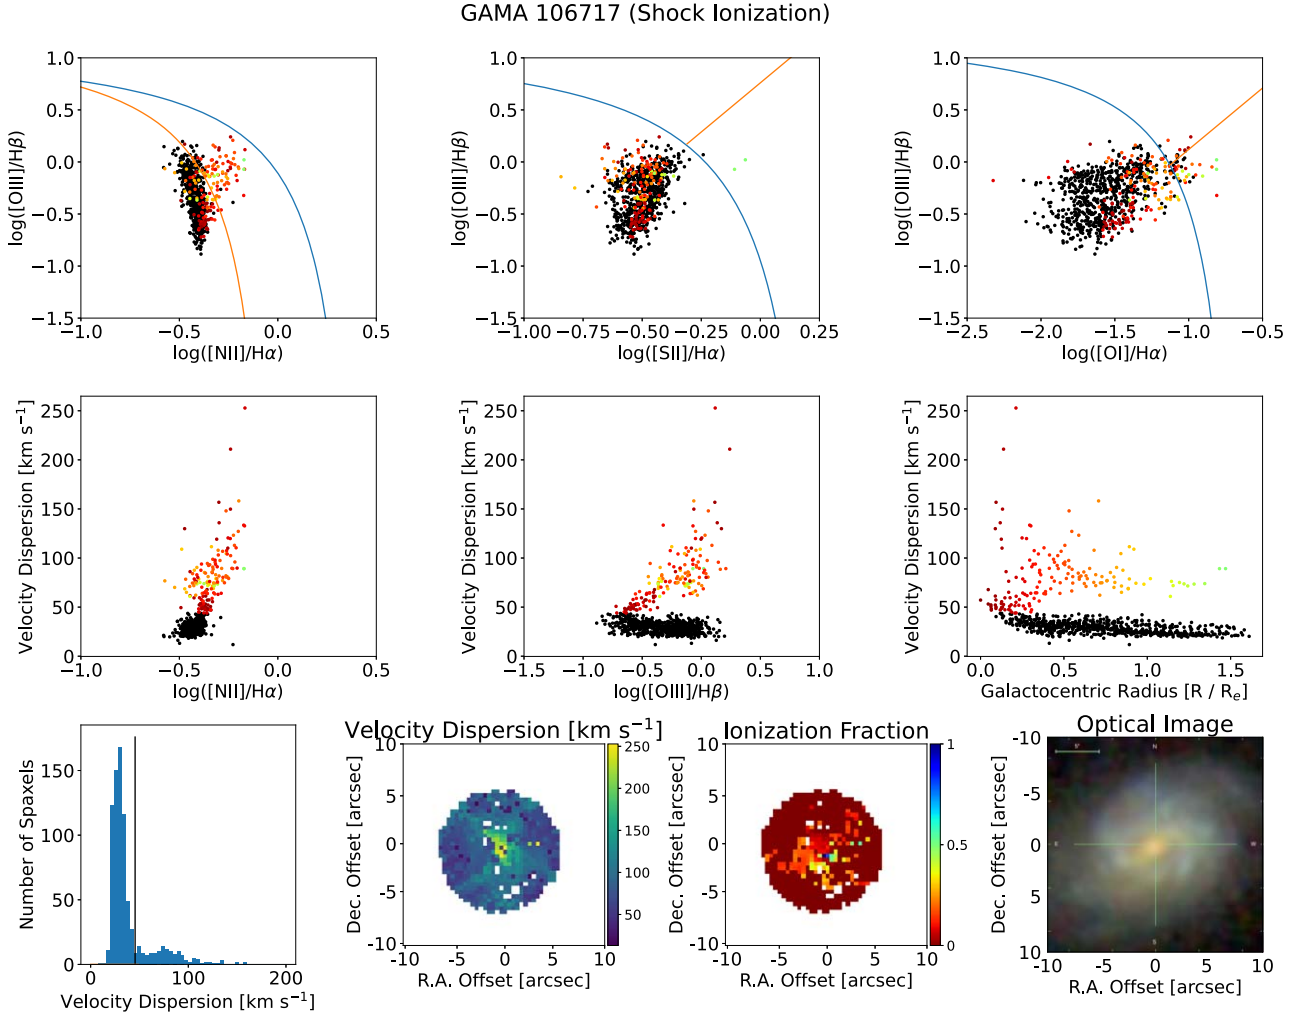 GAMA 106717 (Shock Ionization)
1.0 0.5 0.0 −0.5 −1.0 −1.5
log([OIII]/Hβ)
−1.0 −0.5 0.0 0.5
log([NII]/Hα)
1.0 0.5 0.0 −0.5 −1.0 −1.5
log([OIII]/Hβ)
−1.00 −0.75 −0.50 −0.25 0.00 0.25
log([SII]/Hα)
1.0 0.5 0.0 −0.5 −1.0 −1.5
log([OIII]/Hβ)
−2.5 −2.0 −1.5 −1.0 −0.5
log([OI]/Hα)
250 200 150 100 50 0
Velocity Dispersion [km s⁻¹]
−1.0 −0.5 0.0 0.5
log([NII]/Hα)
250 200 150 100 50 0
Velocity Dispersion [km s⁻¹]
−1.0 −0.5 0.0 0.5 1.0
log([OIII]/Hβ)
250 200 150 100 50 0
Velocity Dispersion [km s⁻¹]
0.0 0.5 1.0 1.5
Galactocentric Radius [R / Rₑ]
150 100 50 0
Number of Spaxels
0 100 200
Velocity Dispersion [km s⁻¹]
Velocity Dispersion [km s⁻¹]
10 5 0 -5 -10
Dec. Offset [arcsec]
-10 -5 0 5 10
R.A. Offset [arcsec]
250 200 150 100 50
Ionization Fraction
10 5 0 -5 -10
Dec. Offset [arcsec]
-10 -5 0 5 10
R.A. Offset [arcsec]
1 0.5 0
Optical Image
-10 -5 0 5 10
Dec. Offset [arcsec]
-10 -5 0 5 10
R.A. Offset [arcsec]
5"
N
E
S